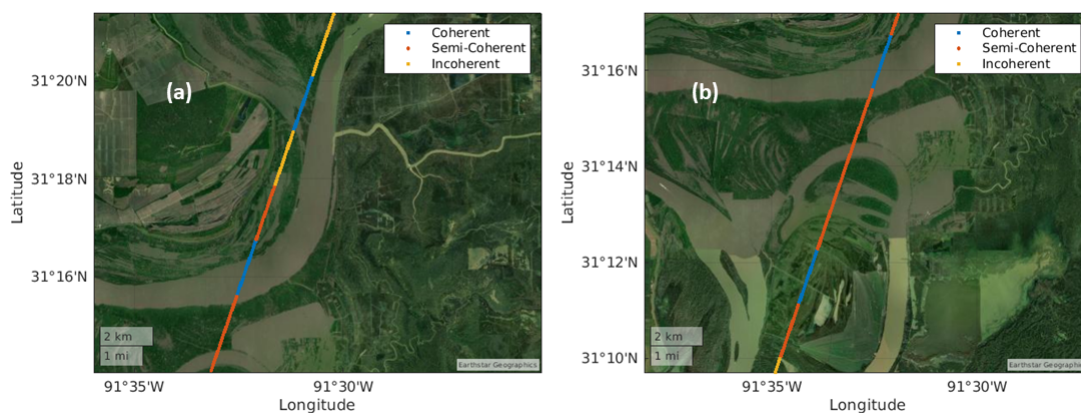 Coherent
Semi-Coherent
Incoherent
(a)
31°20'N
31°18'N
31°16'N
Latitude
2 km
1 mi
Earthstar Geographics
91°35'W
91°30'W
Longitude
Coherent
Semi-Coherent
Incoherent
(b)
31°16'N
31°14'N
31°12'N
31°10'N
Latitude
2 km
1 mi
Earthstar Geographics
91°35'W
91°30'W
Longitude